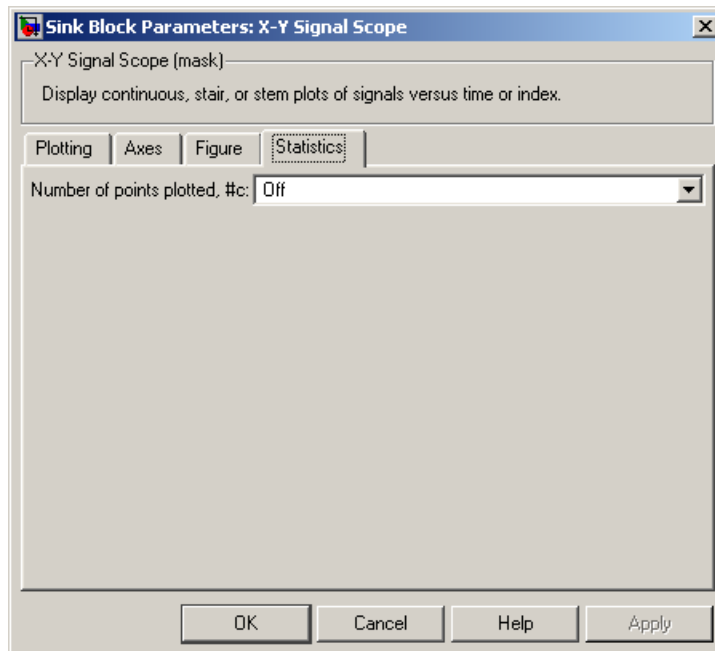 Sink Block Parameters: X-Y Signal Scope
X-Y Signal Scope (mask)
Display continuous, stair, or stem plots of signals versus time or index.
Plotting Axes Figure Statistics
Number of points plotted, #c: Off
OK Cancel Help Apply